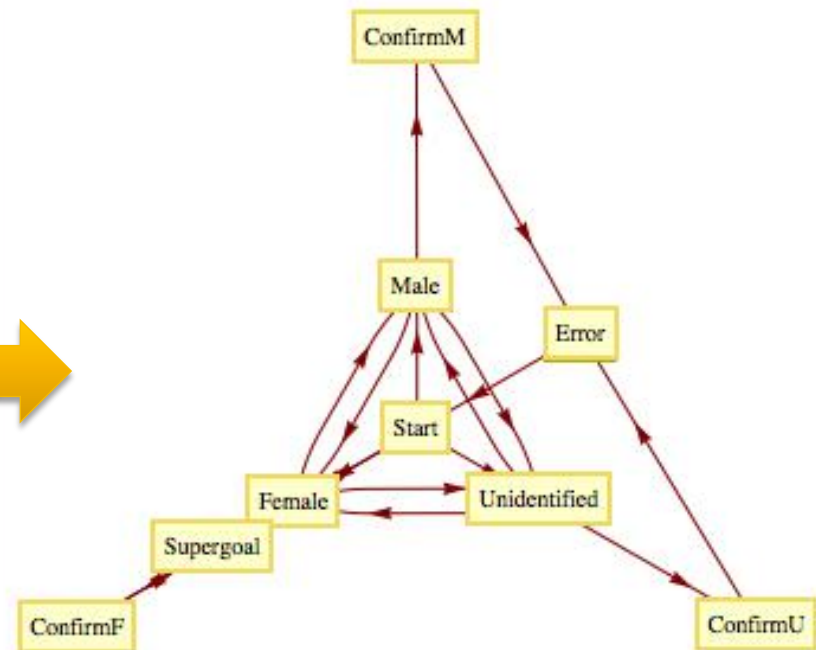 ConfirmM
Male
Error
Start
Female
Unidentified
Supergoal
ConfirmF
ConfirmU